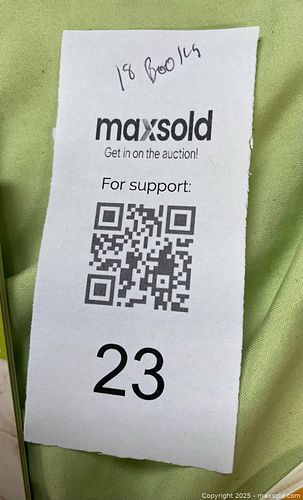 18 Books
maxsold
Get in on the auction!
For support:
23
Copyright 2025 - maxsold.com